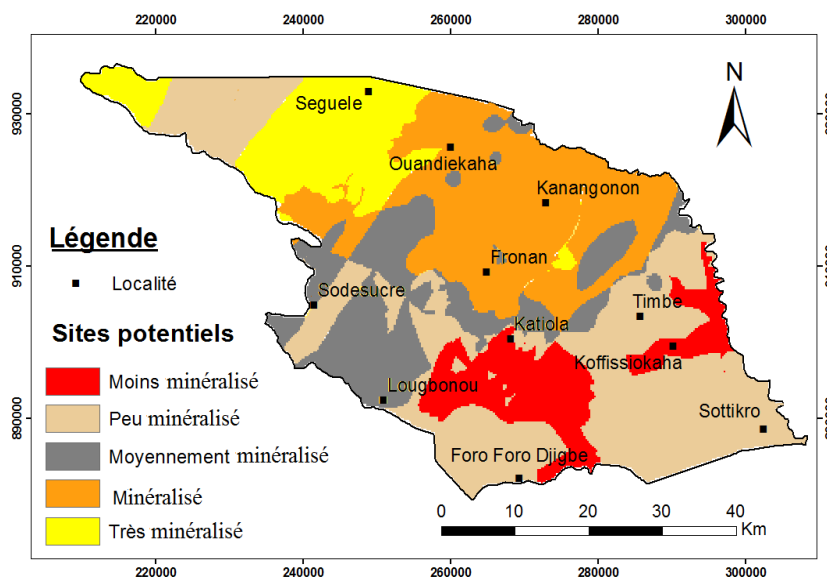 220000 240000 260000 280000 300000
N
930000
Seguele
Ouandiekaha
Kanangonon
Légende
Localité
910000
Fronan
Sodesucre
Timbe
Sites potentiels
Katiola
Koffissiokaha
Moins minéralisé
Lougbonou
Peu minéralisé
890000
Sottikro
Moyennement minéralisé
Foro Foro Djigbe
Minéralisé
0 10 20 30 40
Km
Très minéralisé
220000 240000 260000 280000 300000